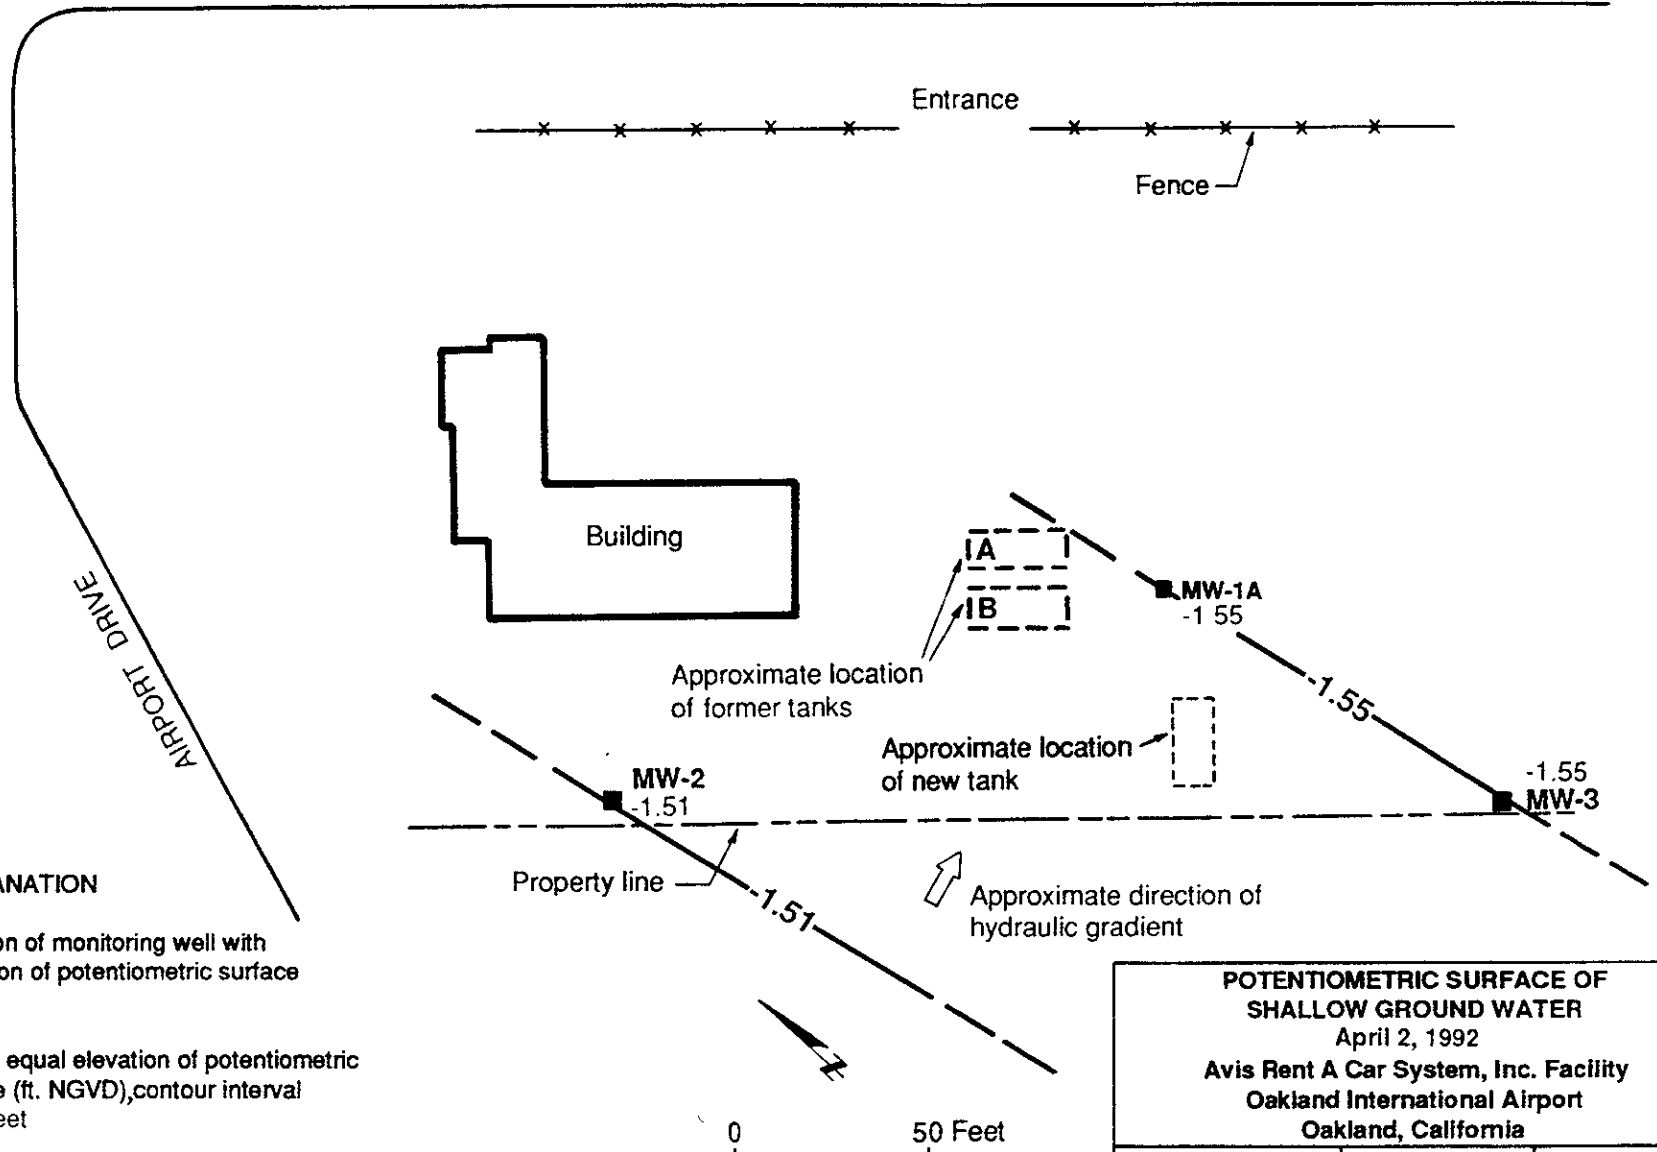 Entrance
Fence
Building
A
B
MW-1A
-1 55
Approximate location
of former tanks
-1.55
AIRPORT DRIVE
Approximate location
of new tank
MW-2
-1.51
-1.55
MW-3
Property line
-1.51
Approximate direction of
hydraulic gradient
ANATION
on of monitoring well with
on of potentiometric surface
equal elevation of potentiometric
e (ft. NGVD),contour interval
eet
N
0 50 Feet
POTENTIOMETRIC SURFACE OF
SHALLOW GROUND WATER
April 2, 1992
Avis Rent A Car System, Inc. Facility
Oakland International Airport
Oakland, California